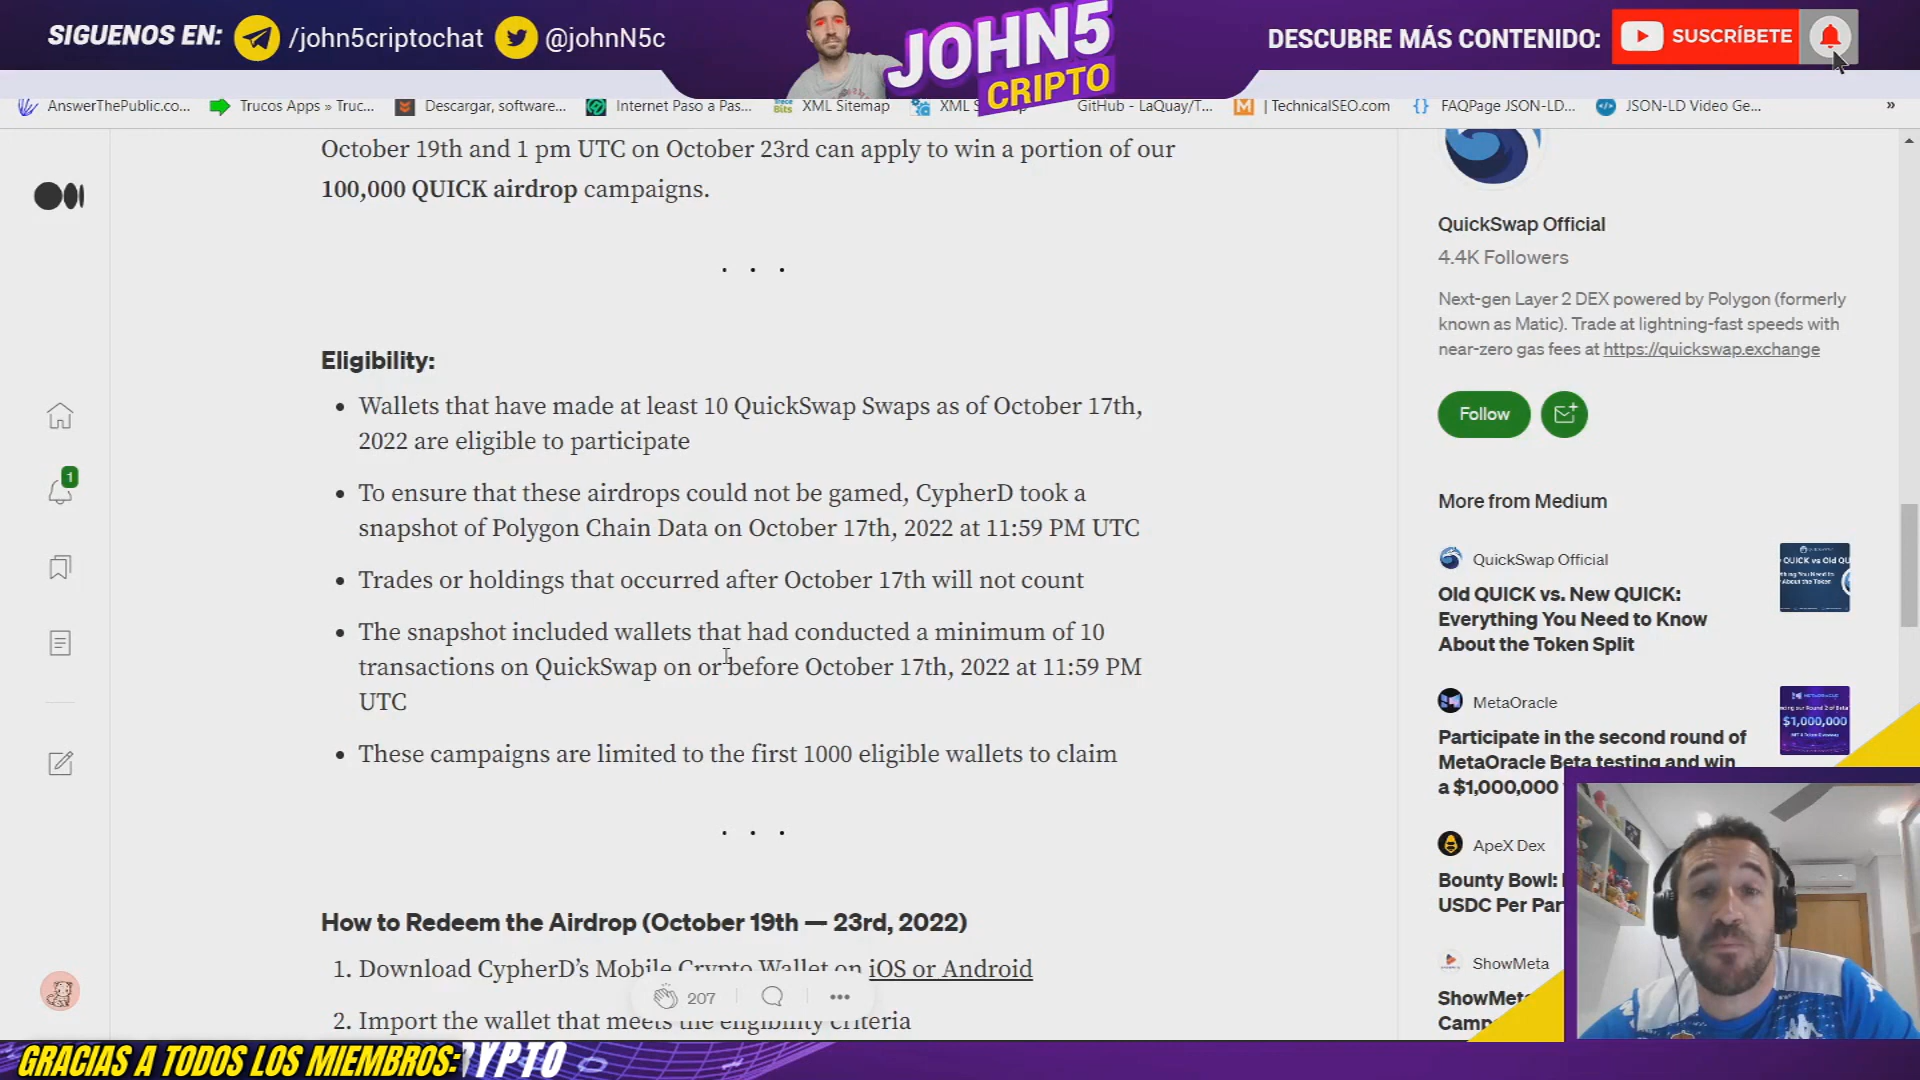 SIGUENOS EN: /john5criptochat @johnN5c
JOHN5
CRIPTO
DESCUBRE MÁS CONTENIDO: SUSCRÍBETE
AnswerThePublic.co... Trucos Apps » Truc... Descargar, software... Internet Paso a Pas... XML Sitemap XML S GitHub - LaQuay/T... | TechnicalSEO.com FAQPage JSON-LD... JSON-LD Video Ge... »
October 19th and 1 pm UTC on October 23rd can apply to win a portion of our
100,000 QUICK airdrop campaigns.
. . .
Eligibility:
• Wallets that have made at least 10 QuickSwap Swaps as of October 17th,
2022 are eligible to participate
• To ensure that these airdrops could not be gamed, CypherD took a
snapshot of Polygon Chain Data on October 17th, 2022 at 11:59 PM UTC
• Trades or holdings that occurred after October 17th will not count
• The snapshot included wallets that had conducted a minimum of 10
transactions on QuickSwap on or before October 17th, 2022 at 11:59 PM
UTC
• These campaigns are limited to the first 1000 eligible wallets to claim
. . .
How to Redeem the Airdrop (October 19th — 23rd, 2022)
1. Download CypherD's Mobile Crypto Wallet on iOS or Android
207
2. Import the wallet that meets the eligibility criteria
1
QuickSwap Official
4.4K Followers
Next-gen Layer 2 DEX powered by Polygon (formerly
known as Matic). Trade at lightning-fast speeds with
near-zero gas fees at https://quickswap.exchange
Follow
More from Medium
QuickSwap Official
Old QUICK vs. New QUICK:
Everything You Need to Know
About the Token Split
MetaOracle
Participate in the second round of
MetaOracle Beta testing and win
a $1,000,000
$1,000,000
ApeX Dex
Bounty Bowl:
USDC Per Par
ShowMeta
ShowMet
Camp
GRACIAS A TODOS LOS MIEMBROS: YPTO